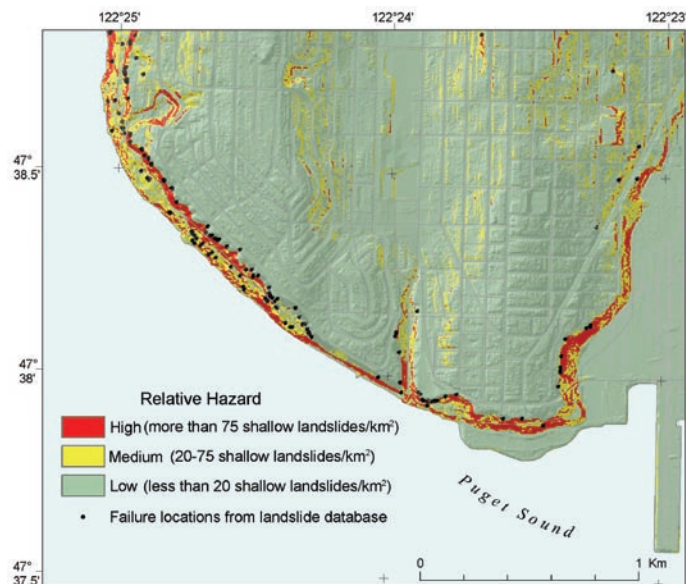 122°25' 122°24' 122°23'
47°
38.5'
47°
38'
Relative Hazard
High (more than 75 shallow landslides/km²)
Medium (20-75 shallow landslides/km²)
Low (less than 20 shallow landslides/km²)
Failure locations from landslide database
Puget Sound
47°
37.5'
0 1 Km